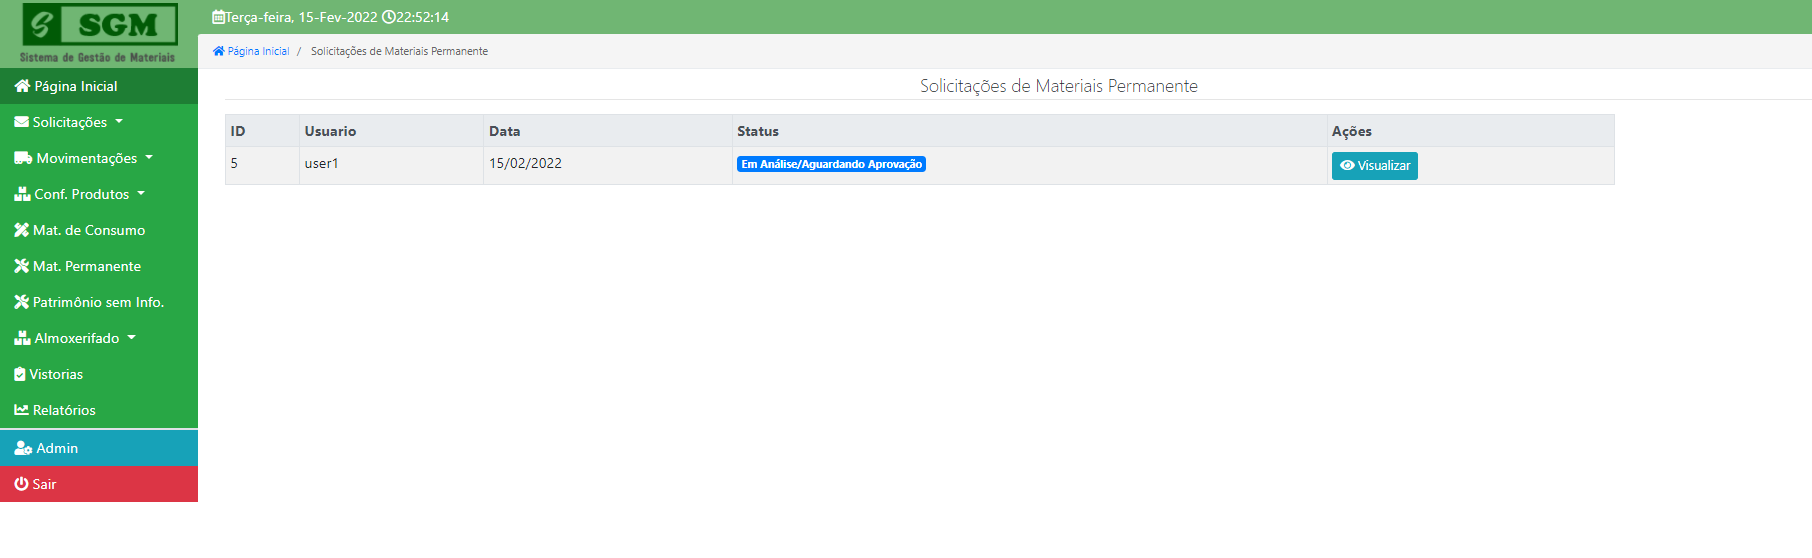 S SGM
Sistema de Gestão de Materiais
Terça-feira, 15-Fev-2022 22:52:14
Página Inicial / Solicitações de Materiais Permanente
Página Inicial
Solicitações
Movimentações
Conf. Produtos
Mat. de Consumo
Mat. Permanente
Patrimônio sem Info.
Almoxerifado
Vistorias
Relatórios
Admin
Sair
Solicitações de Materiais Permanente
ID Usuario Data Status Ações
5 user1 15/02/2022 Em Análise/Aguardando Aprovação Visualizar